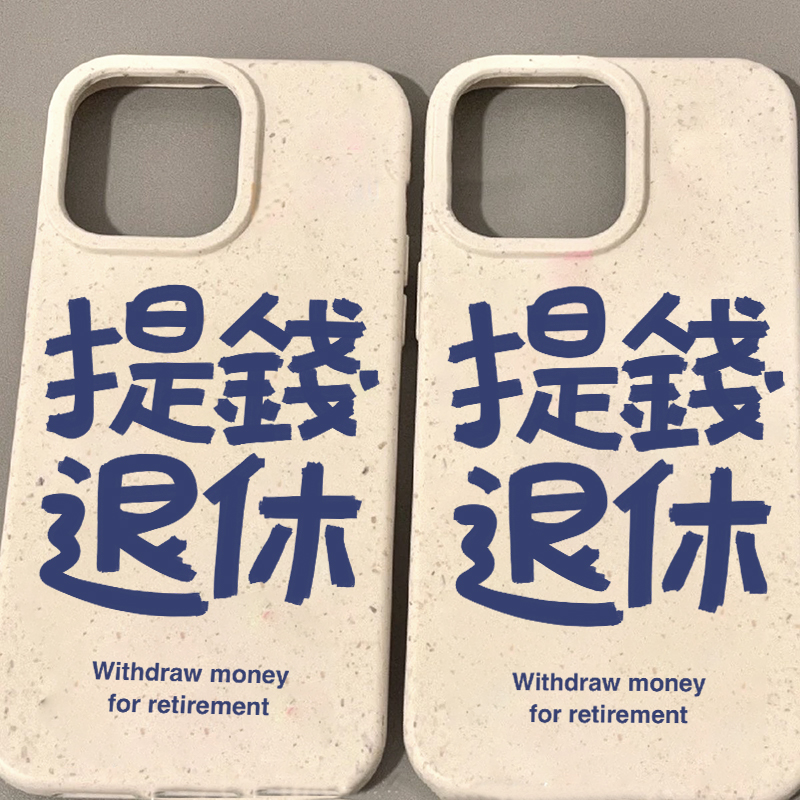 提錢
退休
Withdraw money
for retirement
提錢
退休
Withdraw money
for retirement